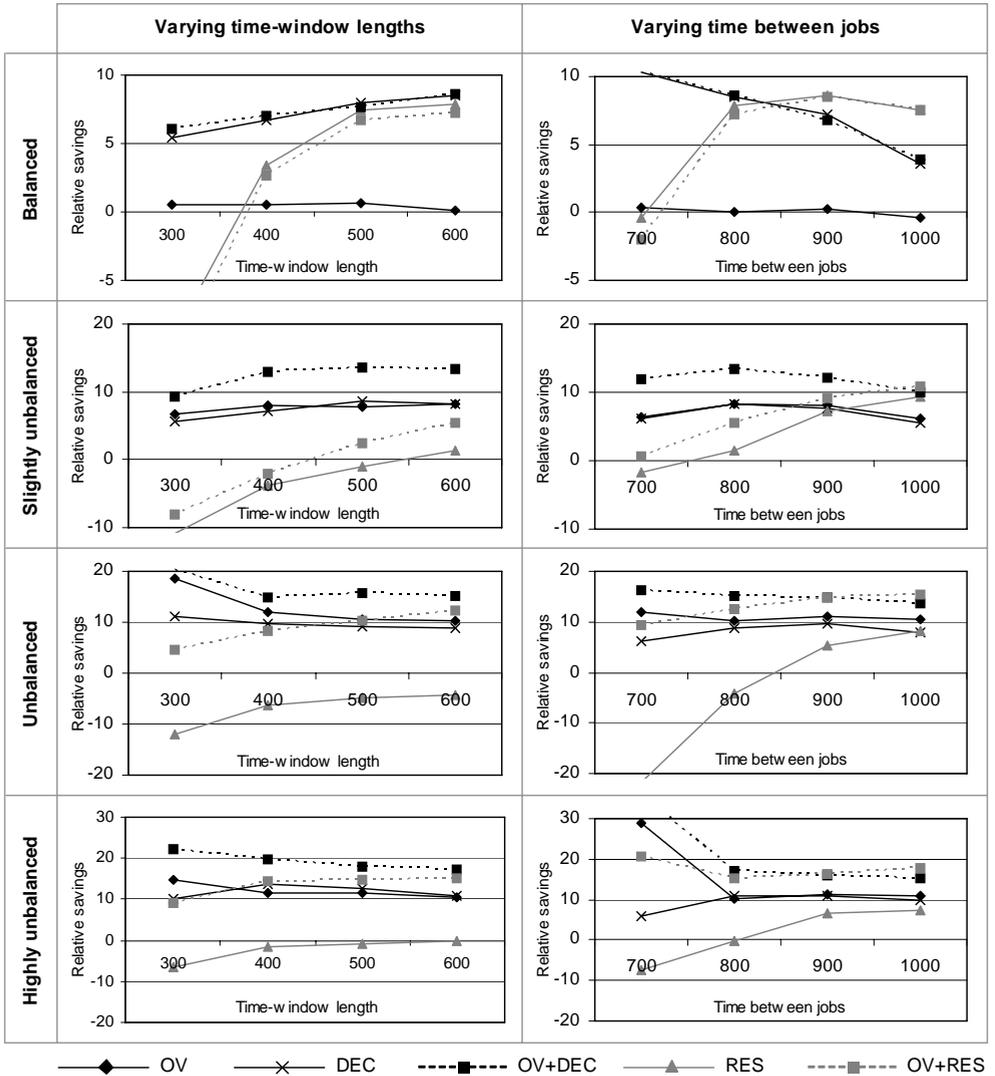 Varying time-window lengths Varying time between jobs
Balanced
Relative savings
10
5
0
-5
300 400 500 600
Time-w indow length
Relative savings
10
5
0
-5
700 800 900 1000
Time betw een jobs
Slightly unbalanced
Relative savings
20
10
0
-10
300 400 500 600
Time-w indow length
Relative savings
20
10
0
-10
700 800 900 1000
Time betw een jobs
Unbalanced
Relative savings
20
10
0
-10
-20
300 400 500 600
Time-w indow length
Relative savings
20
10
0
-10
-20
700 800 900 1000
Time betw een jobs
Highly unbalanced
Relative savings
30
20
10
0
-10
-20
300 400 500 600
Time-w indow length
Relative savings
30
20
10
0
-10
-20
700 800 900 1000
Time betw een jobs
OV DEC OV+DEC RES OV+RES